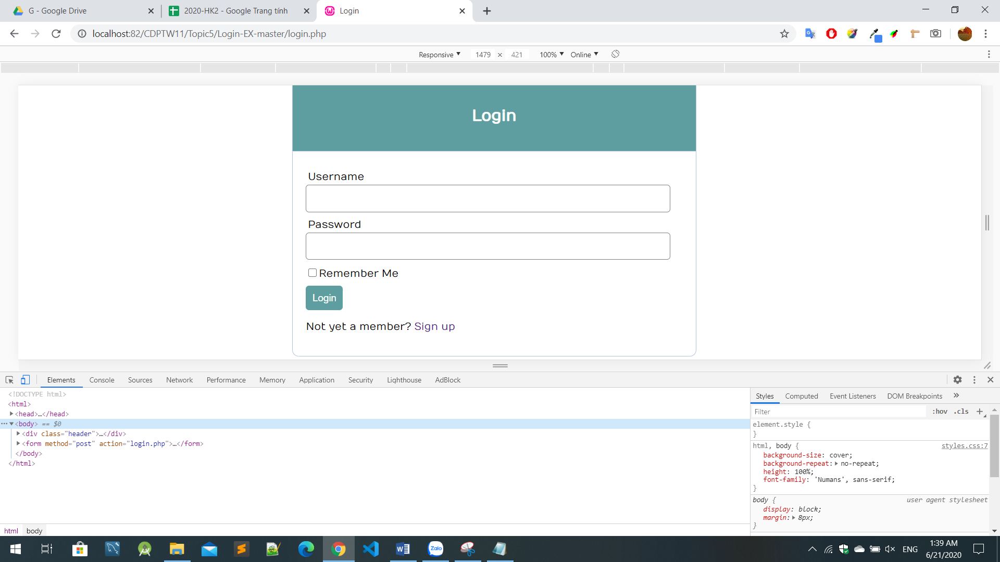 G - Google Drive
2020-HK2 - Google Trang tính
Login
localhost:82/CDPTW11/Topic5/Login-EX-master/login.php
Responsive ▼ 1479 × 421 100% ▼ Online ▼
Login
Username
Password
Remember Me
Login
Not yet a member? Sign up
Elements Console Sources Network Performance Memory Application Security Lighthouse AdBlock
<!DOCTYPE html>
<html>
▶<head>…</head>
… ▼<body> == $0
▶<div class="header">…</div>
▶<form method="post" action="login.php">…</form>
</body>
</html>
html body
Styles Computed Event Listeners DOM Breakpoints »
Filter :hov .cls +
element.style {
}
html, body { styles.css:7
background-size: cover;
background-repeat:▶ no-repeat;
height: 100%;
font-family: 'Numans', sans-serif;
}
body { user agent stylesheet
display: block;
margin:▶ 8px;
}
Zalo
ENG
1:39 AM
6/21/2020